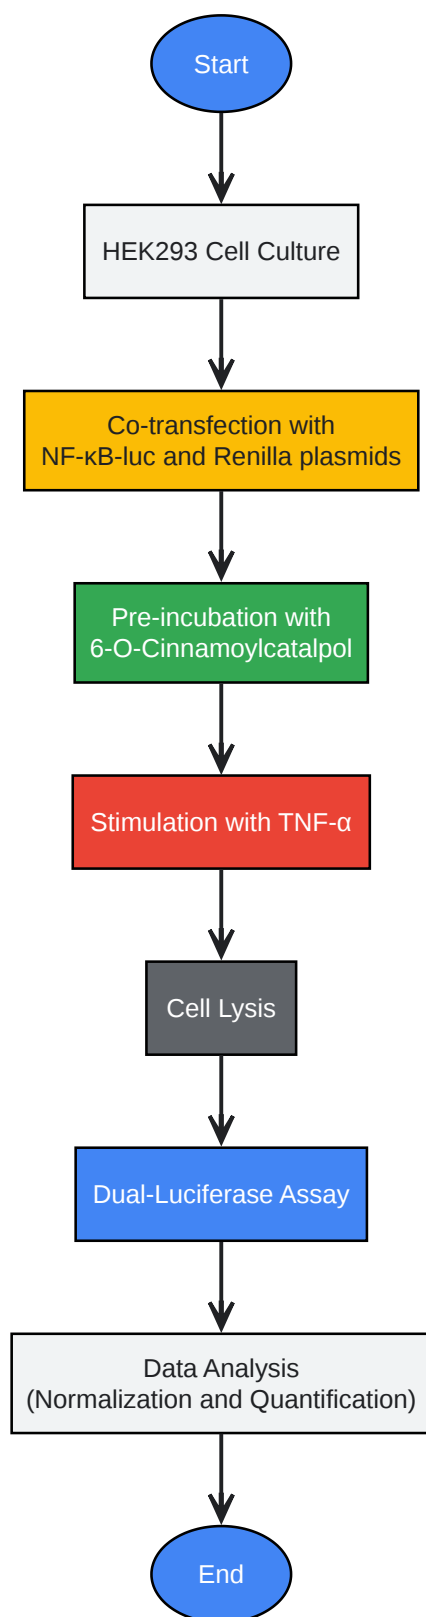 Start
HEK293 Cell Culture
Co-transfection with
NF-κB-luc and Renilla plasmids
Pre-incubation with
6-O-Cinnamoylcatalpol
Stimulation with TNF-α
Cell Lysis
Dual-Luciferase Assay
Data Analysis
(Normalization and Quantification)
End